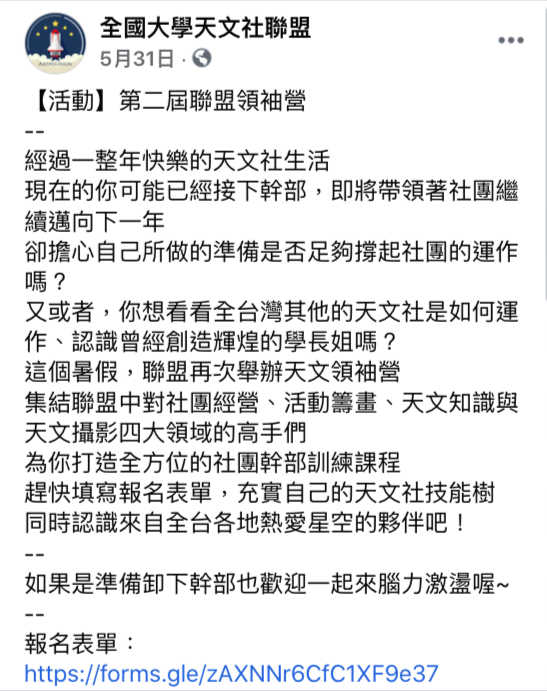 全國大學天文社聯盟
5月31日 ·
【活動】第二屆聯盟領袖營
--
經過一整年快樂的天文社生活
現在的你可能已經接下幹部，即將帶領著社團繼
續邁向下一年
卻擔心自己所做的準備是否足夠撐起社團的運作
嗎？
又或者，你想看看全台灣其他的天文社是如何運
作、認識曾經創造輝煌的學長姐嗎？
這個暑假，聯盟再次舉辦天文領袖營
集結聯盟中對社團經營、活動籌畫、天文知識與
天文攝影四大領域的高手們
為你打造全方位的社團幹部訓練課程
趕快填寫報名表單，充實自己的天文社技能樹
同時認識來自全台各地熱愛星空的夥伴吧！
--
如果是準備卸下幹部也歡迎一起來腦力激盪喔~
--
報名表單：
https://forms.gle/zAXNNr6CfC1XF9e37